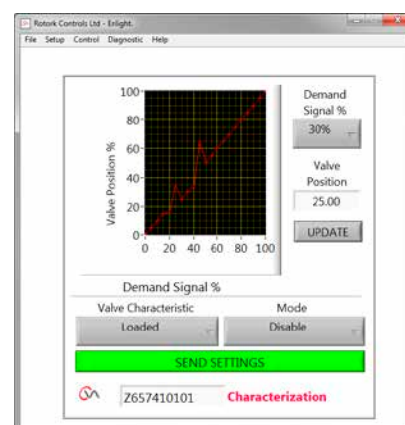 Rotork Controls Ltd - Enlight.
File Setup Control Diagnostic Help
Demand
Signal %
30%
Valve
Position
25.00
UPDATE
Valve Position %
100
80
60
40
20
0
0 20 40 60 80 100
Demand Signal %
Valve Characteristic Mode
Loaded Disable
SEND SETTINGS
Z657410101 Characterization